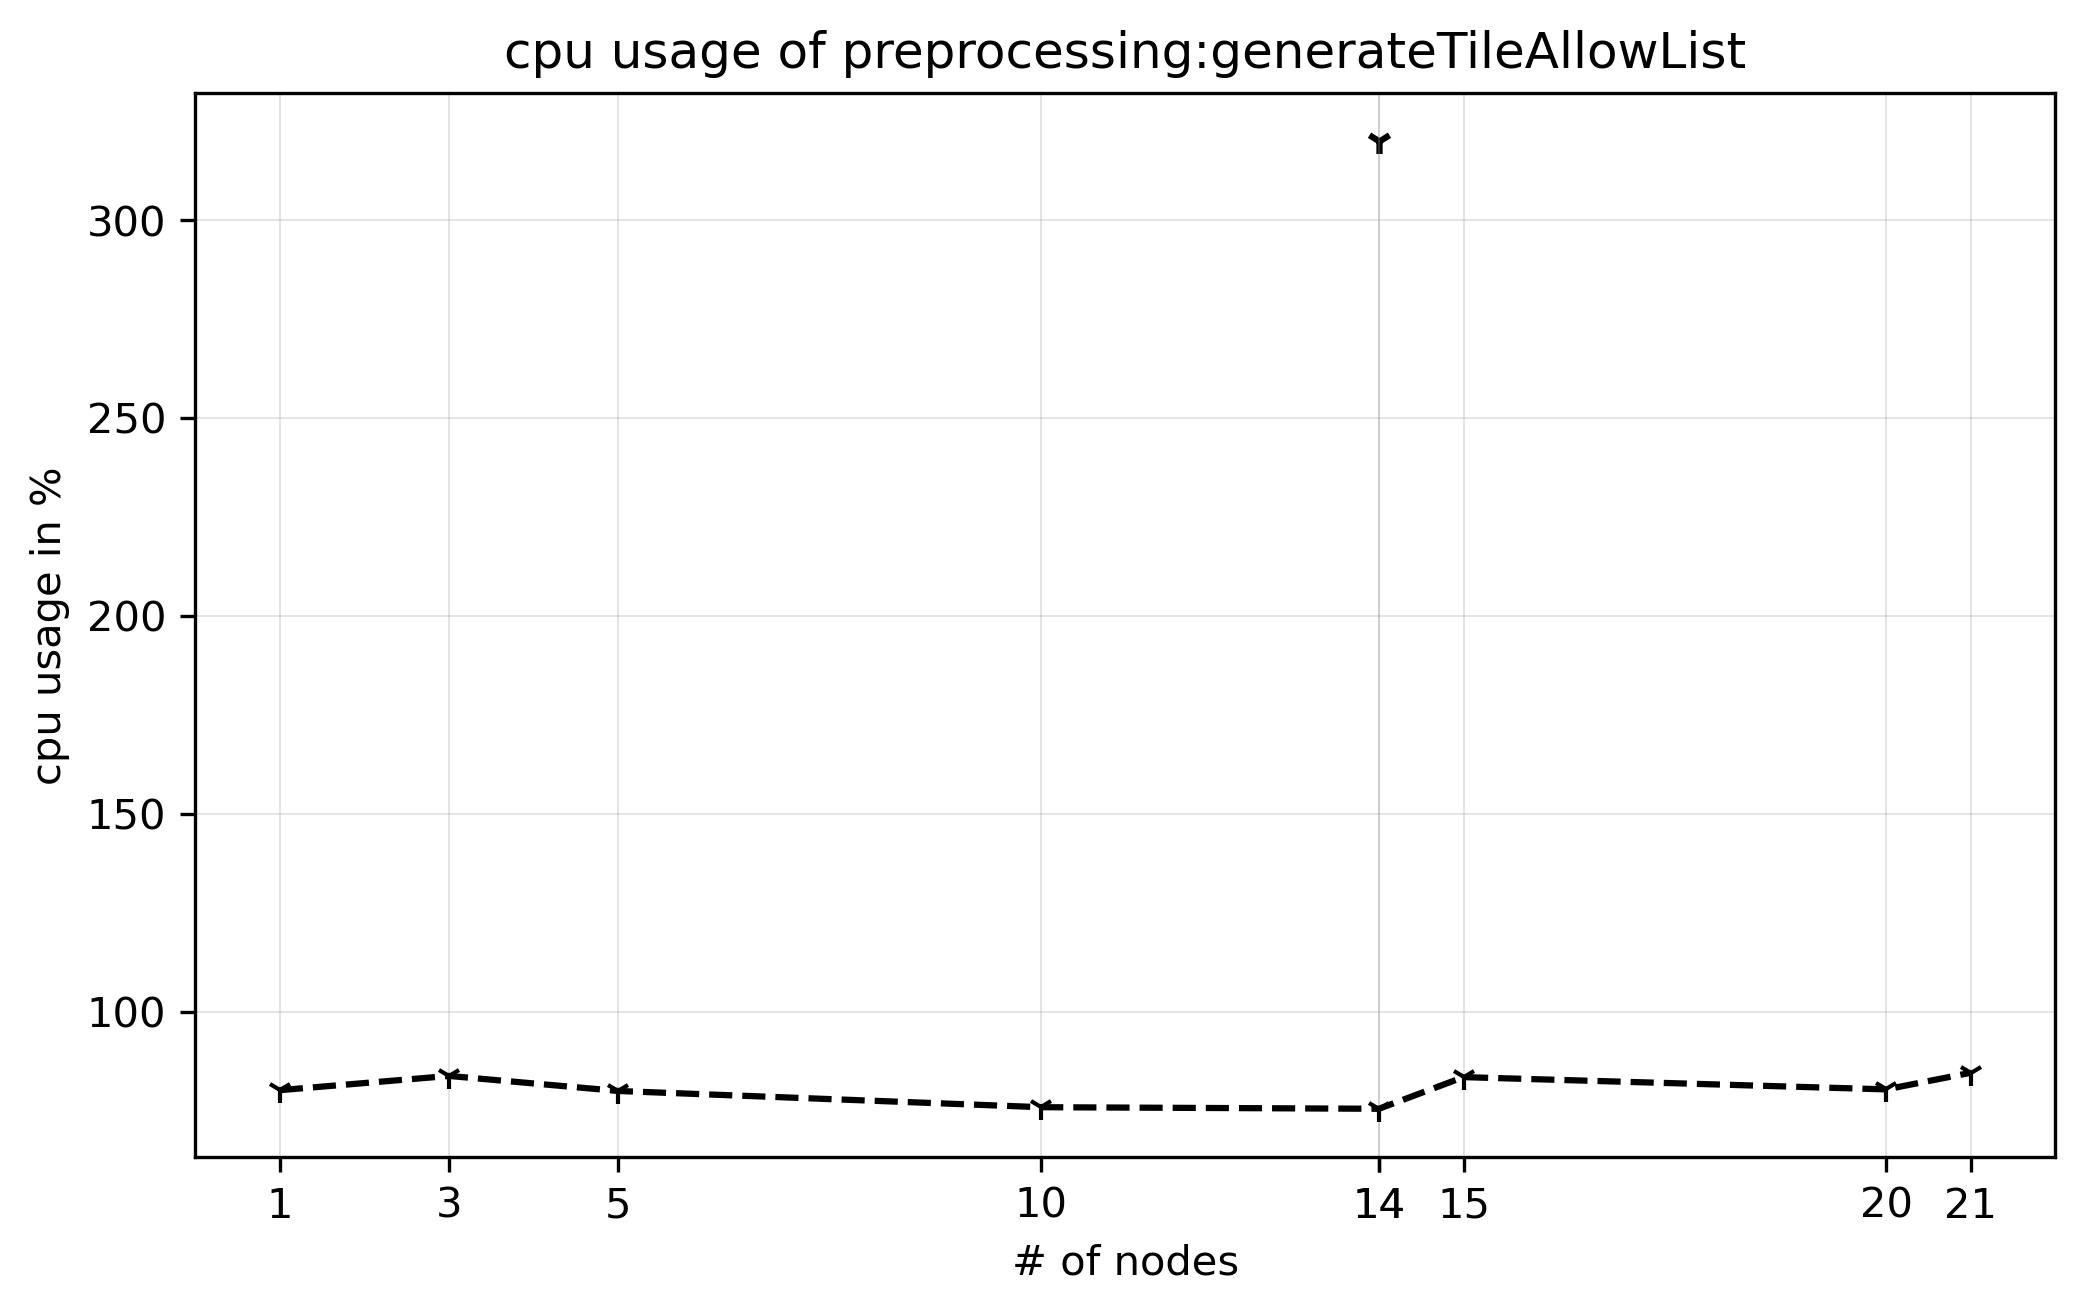 cpu usage of preprocessing:generateTileAllowList
cpu usage in %
300
250
200
150
100
1 3 5 10 14 15 20 21
# of nodes